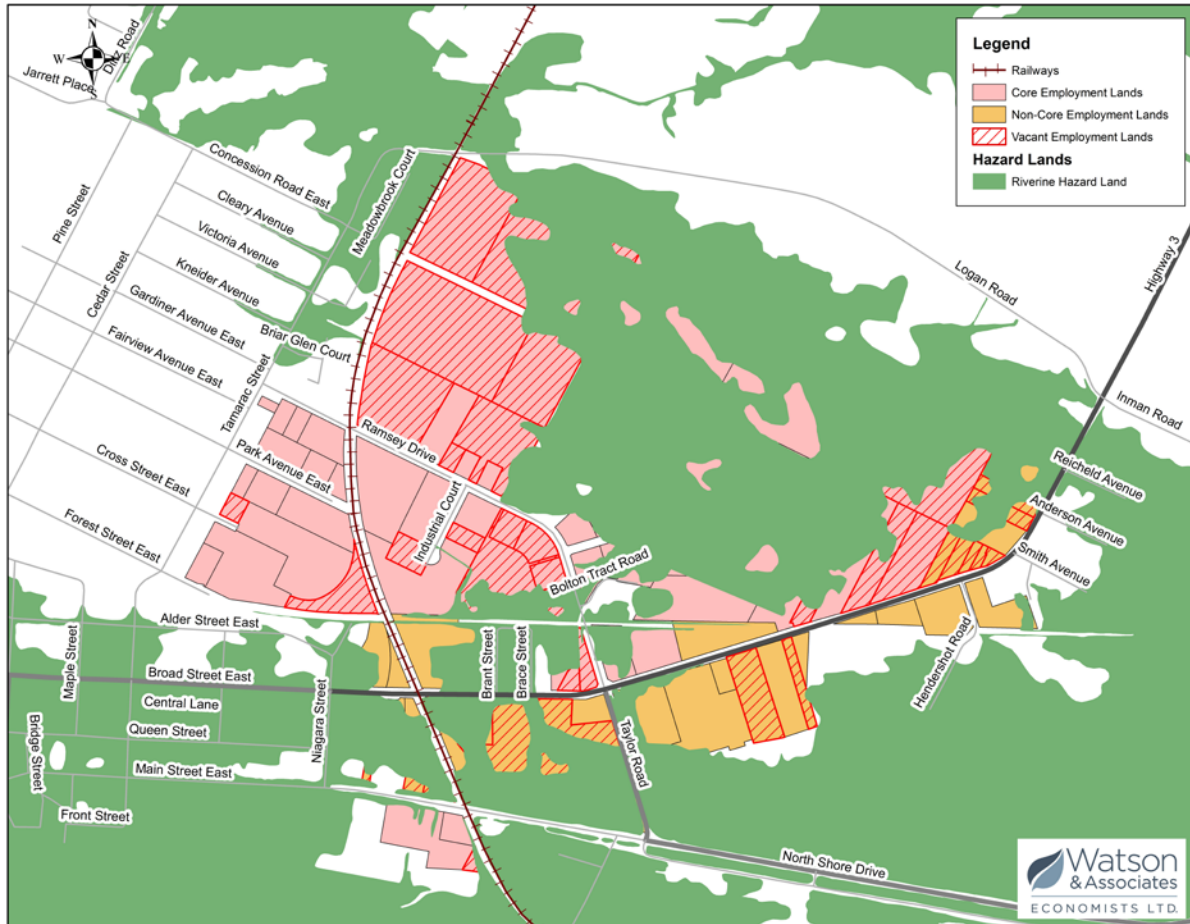 N
W
E
S
Diltz Road
Jarrett Place
Legend
Railways
Core Employment Lands
Non-Core Employment Lands
Vacant Employment Lands
Hazard Lands
Riverine Hazard Land
Concession Road East
Meadowbrook Court
Cleary Avenue
Pine Street
Victoria Avenue
Cedar Street
Kneider Avenue
Highway 3
Logan Road
Gardiner Avenue East
Briar Glen Court
Fairview Avenue East
Tamarac Street
Inman Road
Ramsey Drive
Park Avenue East
Cross Street East
Reicheld Avenue
Industrial Court
Anderson Avenue
Forest Street East
Smith Avenue
Bolton Tract Road
Alder Street East
Maple Street
Brant Street
Brace Street
Hendershot Road
Broad Street East
Central Lane
Niagara Street
Queen Street
Bridge Street
Taylor Road
Main Street East
Front Street
North Shore Drive
Watson
& Associates
ECONOMISTS LTD.